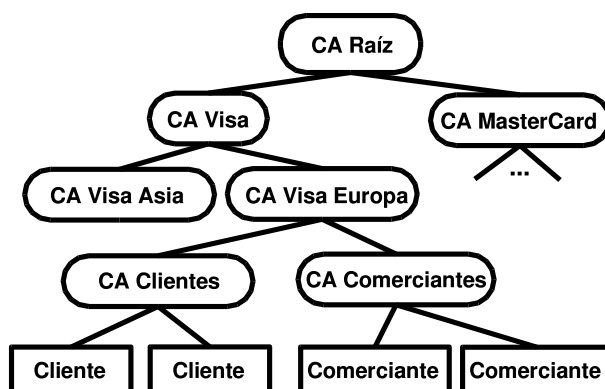 CA Raíz
CA Visa
CA MasterCard
...
CA Visa Asia
CA Visa Europa
CA Clientes
CA Comerciantes
Cliente
Cliente
Comerciante
Comerciante